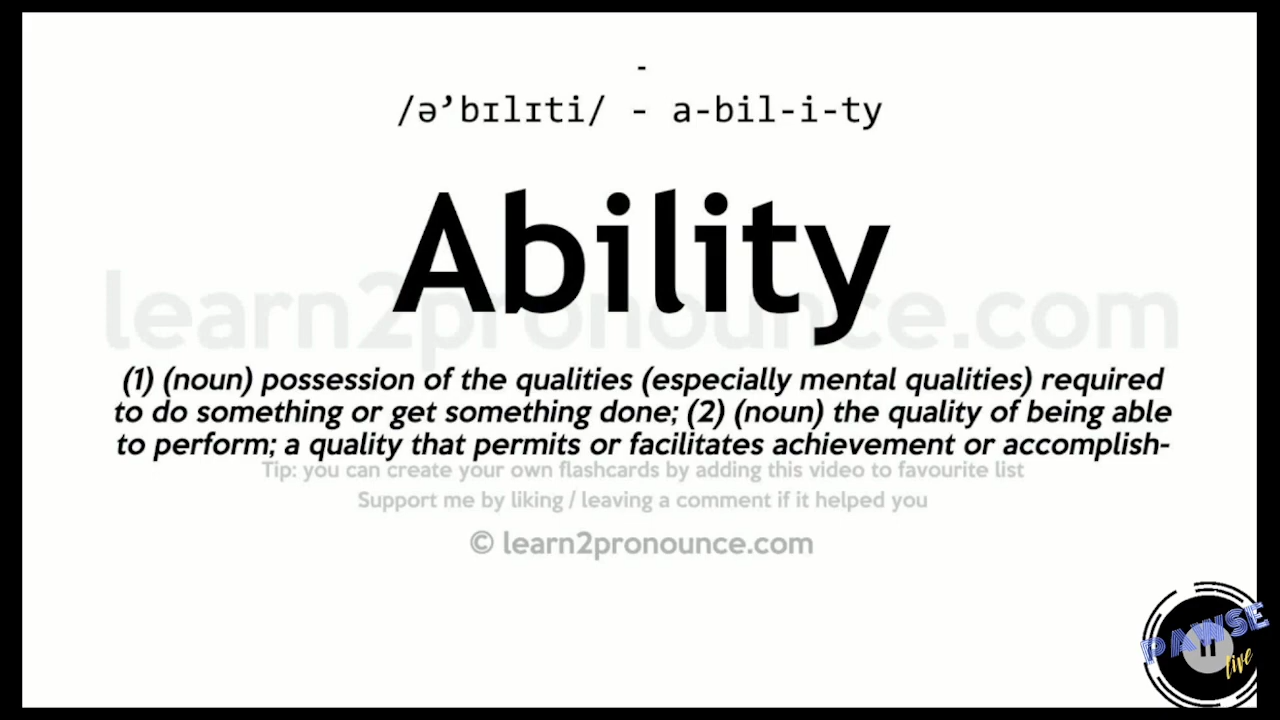 -
/əʼbɪlɪti/ - a-bil-i-ty
Ability
learn2pronounce.com
(1) (noun) possession of the qualities (especially mental qualities) required
to do something or get something done; (2) (noun) the quality of being able
to perform; a quality that permits or facilitates achievement or accomplish-
Tip: you can create your own flashcards by adding this video to favourite list
Support me by liking / leaving a comment if it helped you
© learn2pronounce.com
PAWSE
live